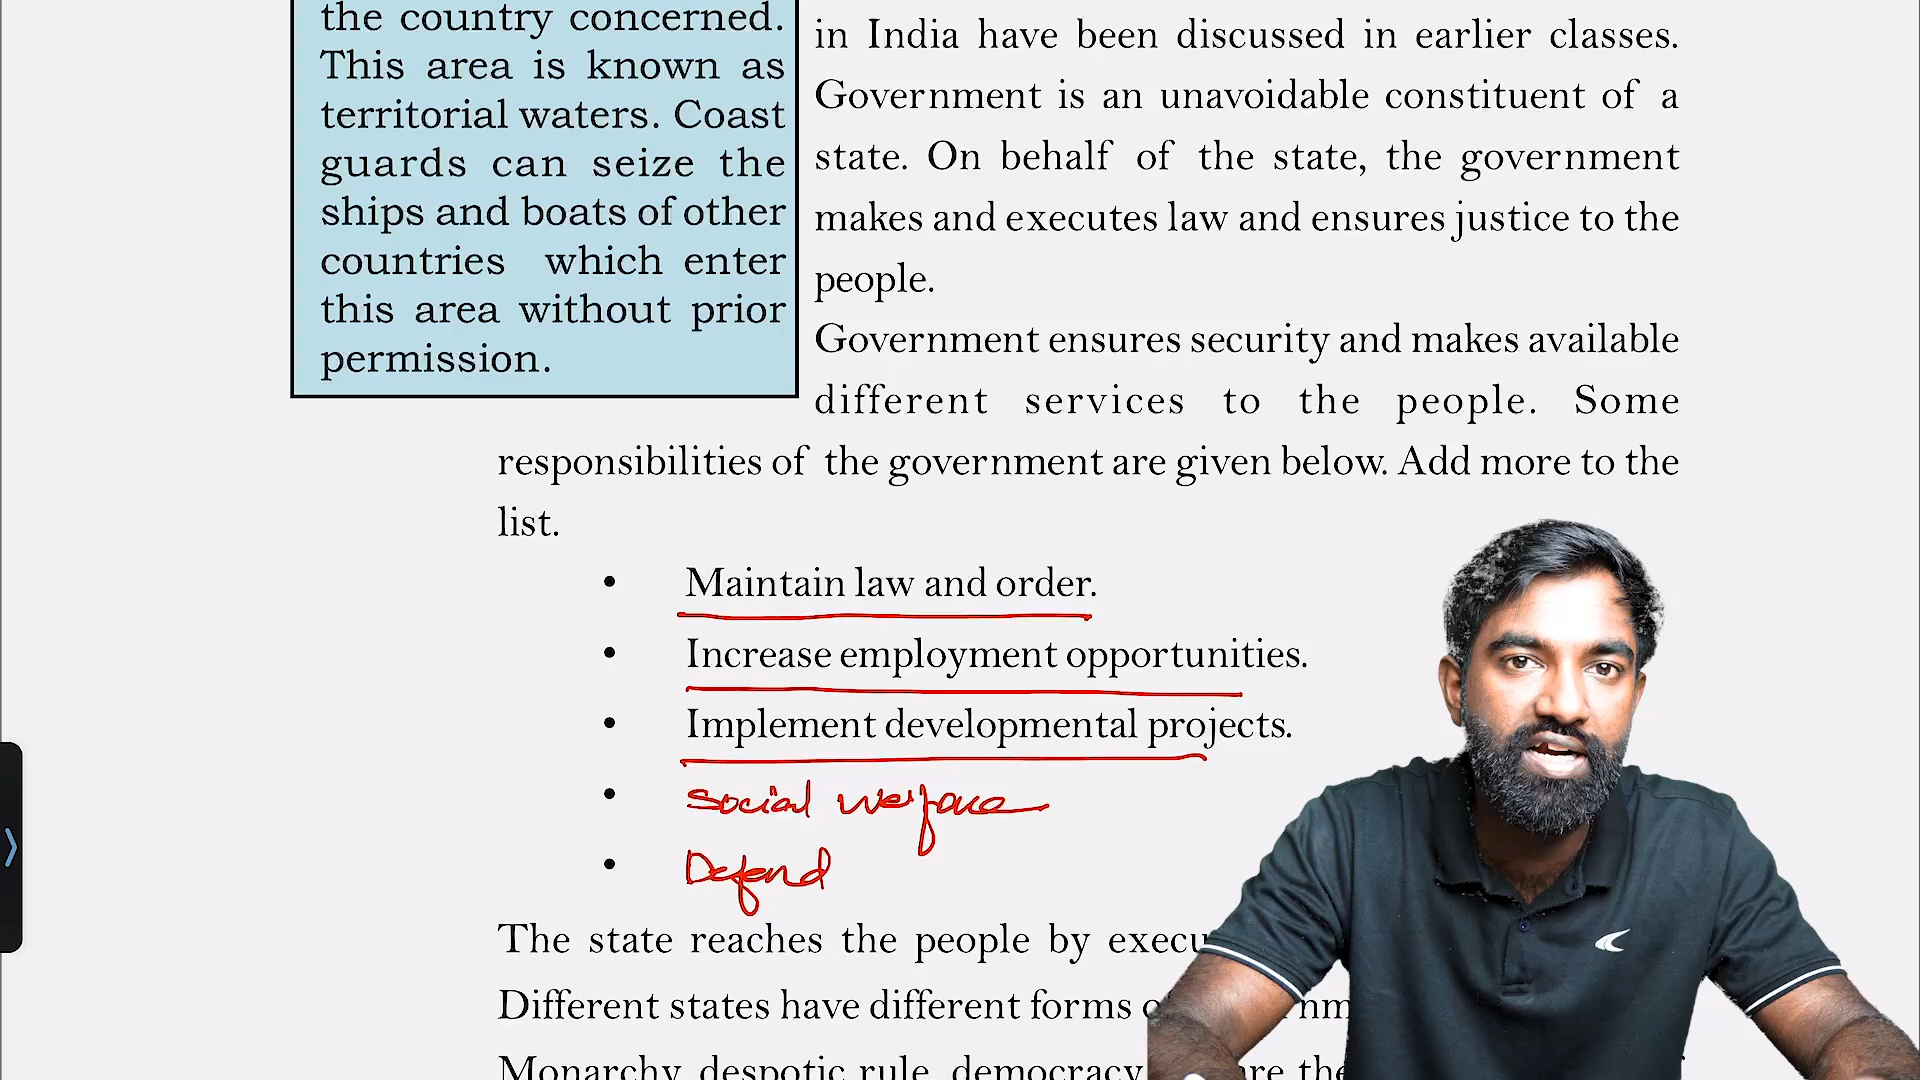 the country concerned.
This area is known as
territorial waters. Coast
guards can seize the
ships and boats of other
countries which enter
this area without prior
permission.
in India have been discussed in earlier classes.
Government is an unavoidable constituent of a
state. On behalf of the state, the government
makes and executes law and ensures justice to the
people.
Government ensures security and makes available
different services to the people. Some
responsibilities of the government are given below. Add more to the
list.
• Maintain law and order.
• Increase employment opportunities.
• Implement developmental projects.
• Social welfare
• Defend
The state reaches the people by
Different states have different forms
Monarchy, despotic rule, democracy